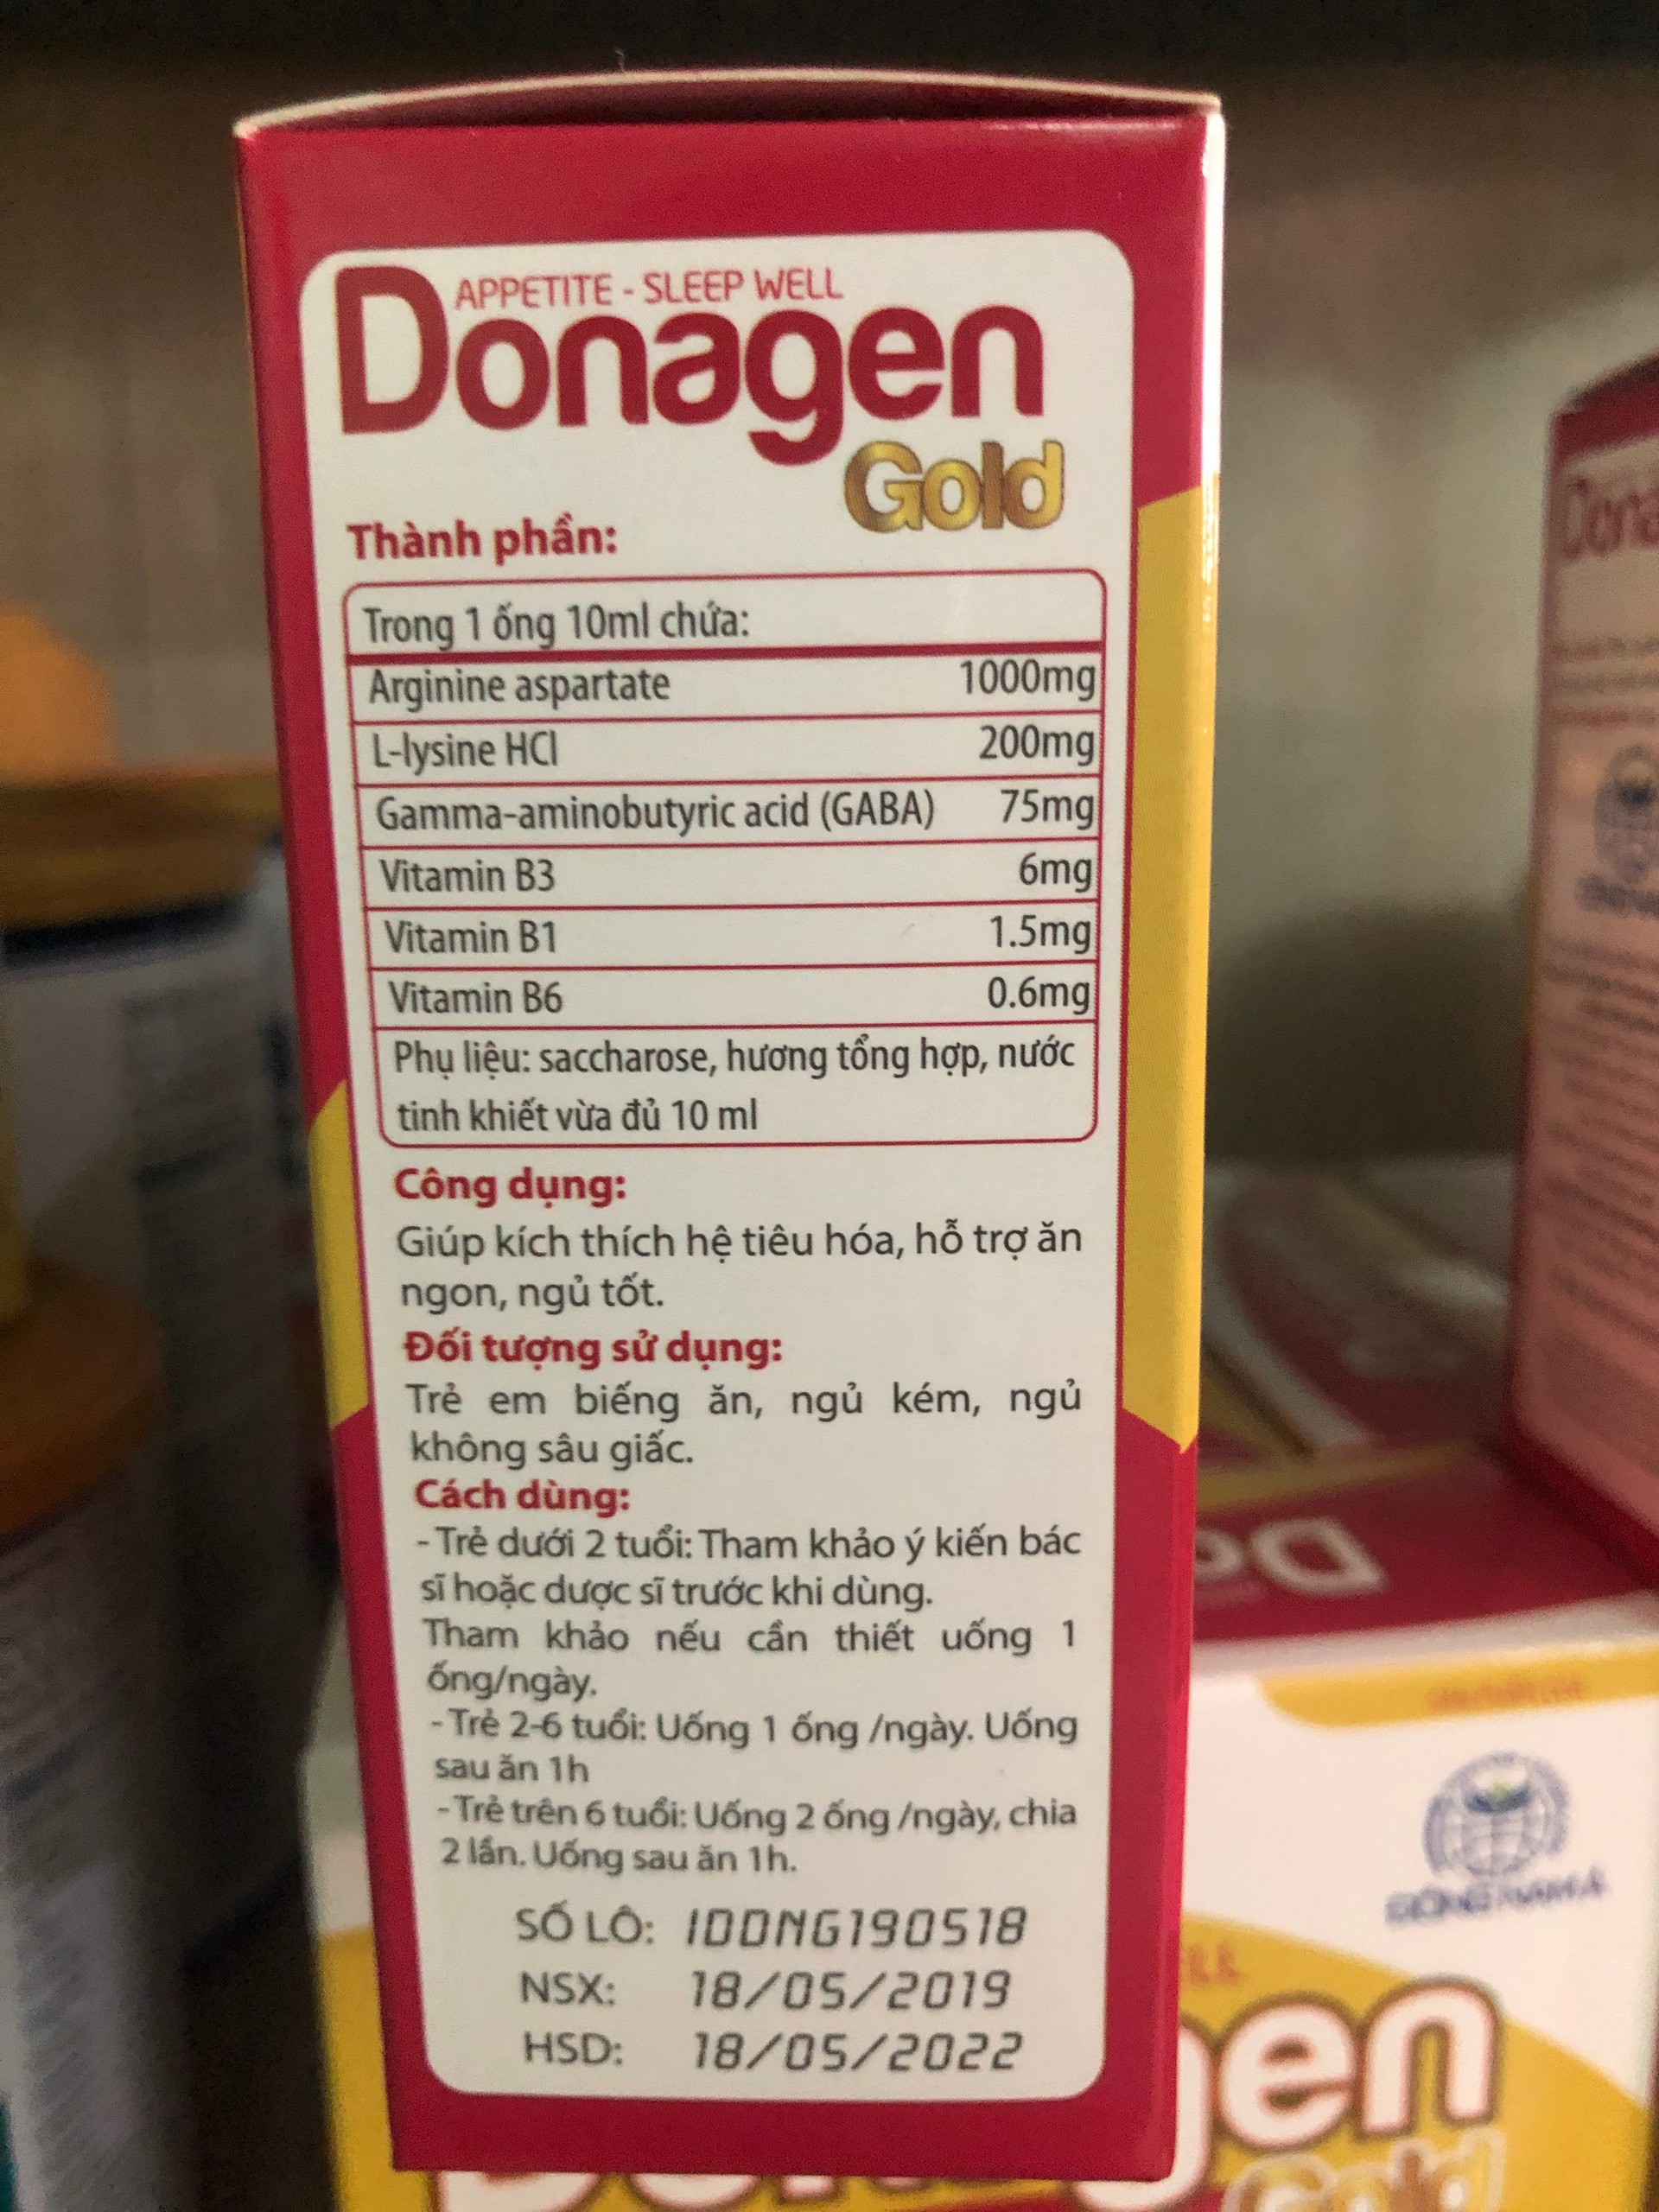 APPETITE - SLEEP WELL
Donagen
Gold
Thành phần:
Trong 1 ống 10ml chứa:
Arginine aspartate 1000mg
L-lysine HCl 200mg
Gamma-aminobutyric acid (GABA) 75mg
Vitamin B3 6mg
Vitamin B1 1.5mg
Vitamin B6 0.6mg
Phụ liệu: saccharose, hương tổng hợp, nước
tinh khiết vừa đủ 10 ml
Công dụng:
Giúp kích thích hệ tiêu hóa, hỗ trợ ăn
ngon, ngủ tốt.
Đối tượng sử dụng:
Trẻ em biếng ăn, ngủ kém, ngủ
không sâu giấc.
Cách dùng:
- Trẻ dưới 2 tuổi: Tham khảo ý kiến bác
sĩ hoặc dược sĩ trước khi dùng.
Tham khảo nếu cần thiết uống 1
ống/ngày.
- Trẻ 2-6 tuổi: Uống 1 ống /ngày. Uống
sau ăn 1h
- Trẻ trên 6 tuổi: Uống 2 ống /ngày, chia
2 lần. Uống sau ăn 1h.
SỐ LÔ: IDDNG190518
NSX: 18/05/2019
HSD: 18/05/2022
Dona
ĐÔNG NAM Á
gen
Gold